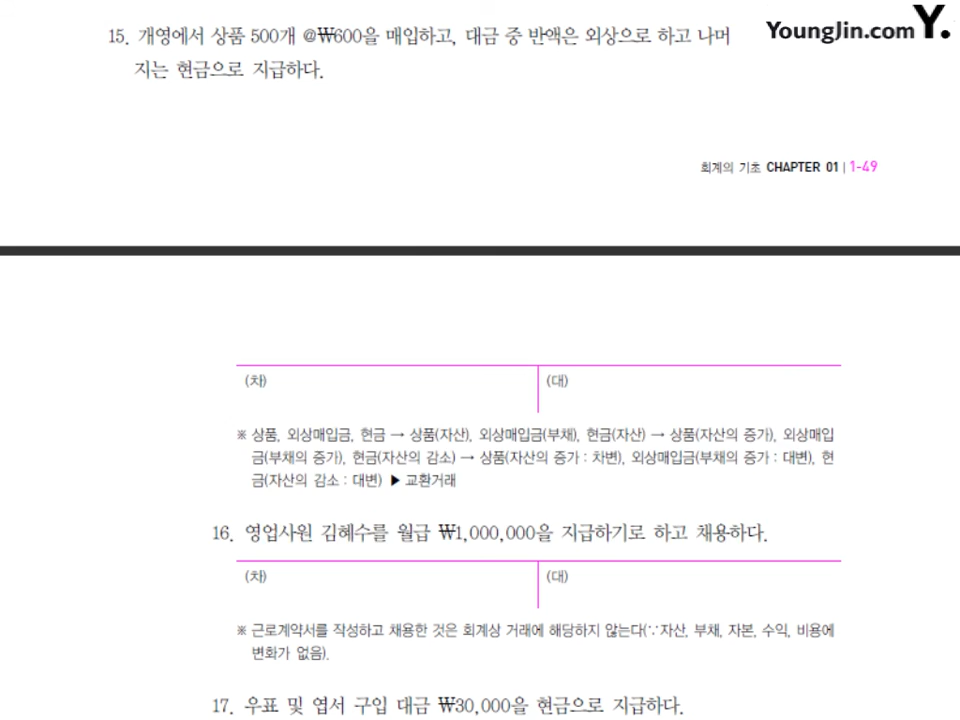 15. 개영에서 상품 500개 @₩600을 매입하고, 대금 중 반액은 외상으로 하고 나머
지는 현금으로 지급하다.
YoungJin.com Y.
회계의 기초 CHAPTER 01 | 1-49
(차) (대)
※ 상품, 외상매입금, 현금 → 상품(자산), 외상매입금(부채), 현금(자산) → 상품(자산의 증가), 외상매입
금(부채의 증가), 현금(자산의 감소) → 상품(자산의 증가 : 차변), 외상매입금(부채의 증가 : 대변), 현
금(자산의 감소 : 대변) ▶ 교환거래
16. 영업사원 김혜수를 월급 ₩1,000,000을 지급하기로 하고 채용하다.
(차) (대)
※ 근로계약서를 작성하고 채용한 것은 회계상 거래에 해당하지 않는다(∵자산, 부채, 자본, 수익, 비용에
변화가 없음).
17. 우표 및 엽서 구입 대금 ₩30,000을 현금으로 지급하다.